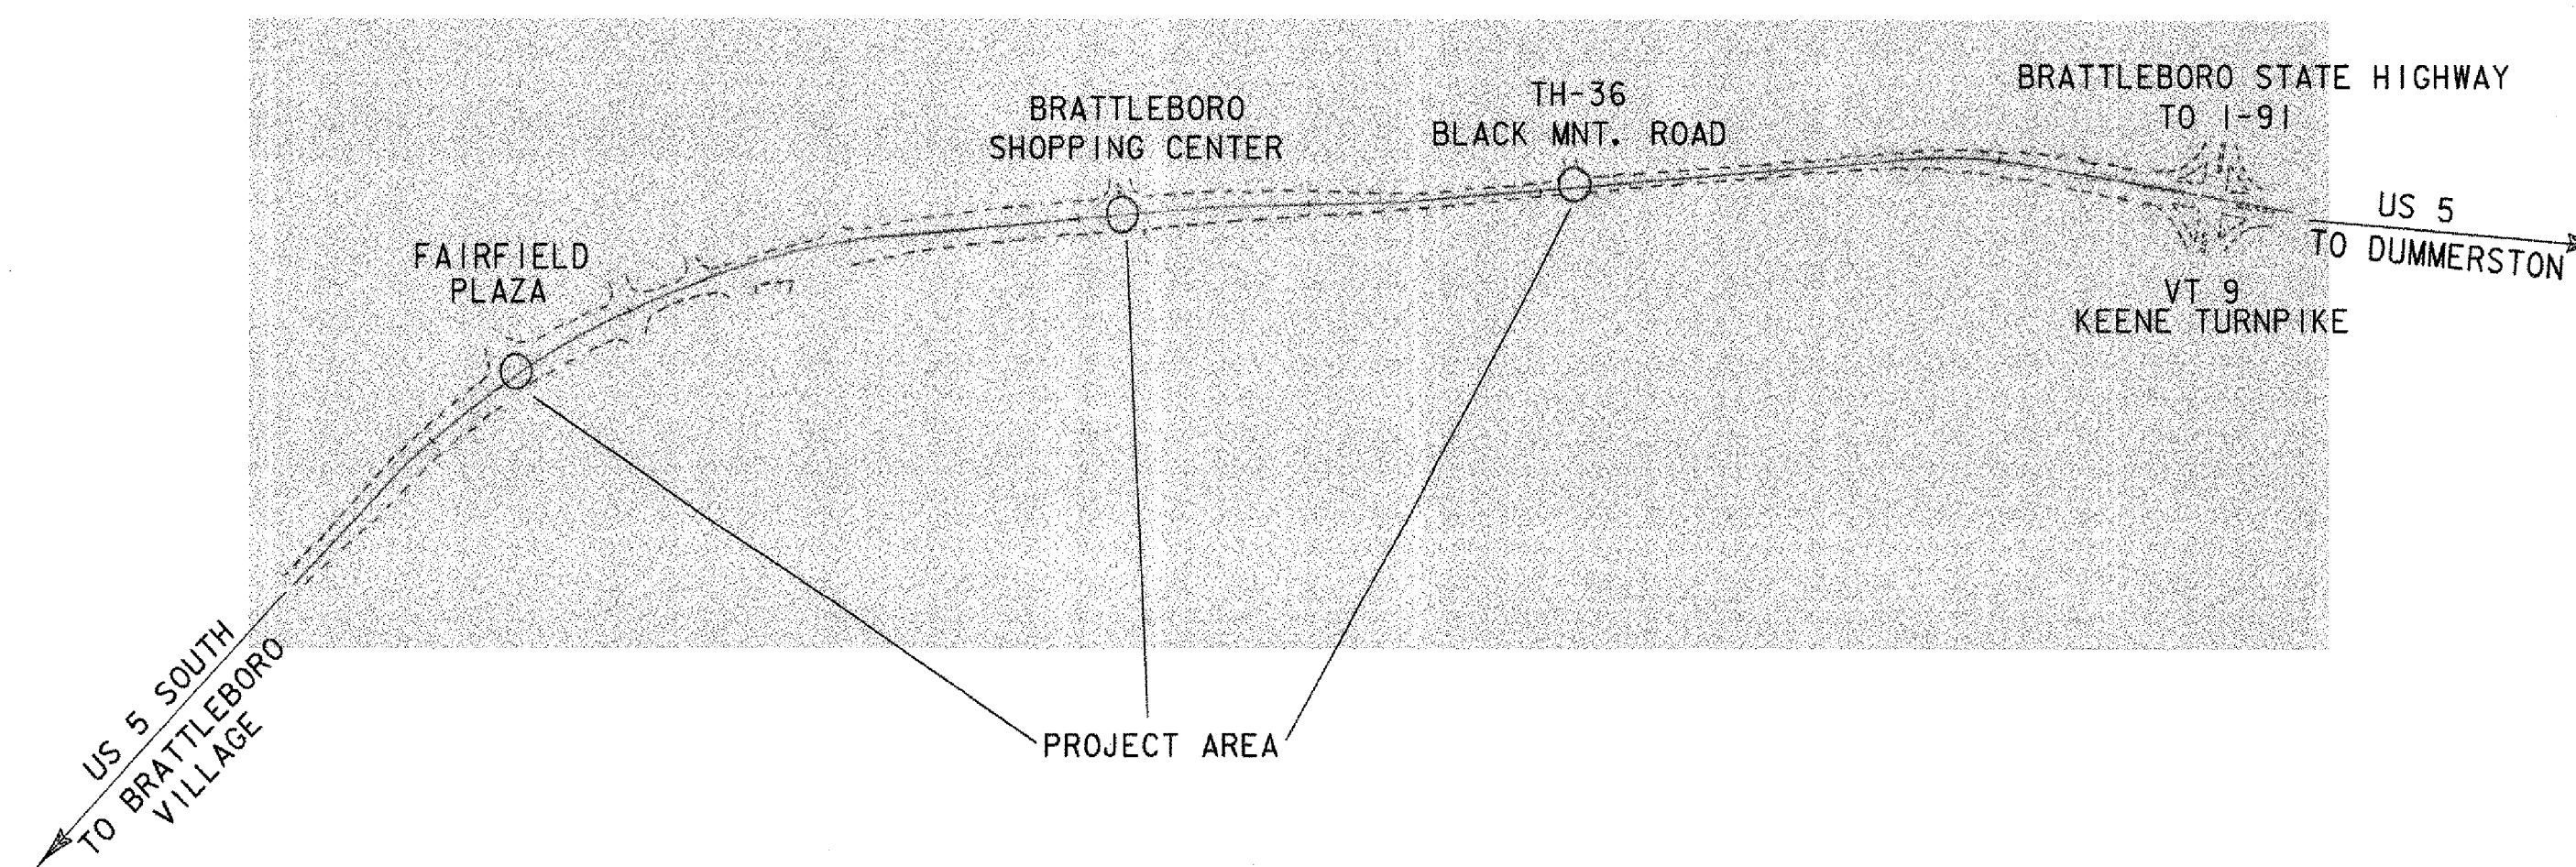 BRATTLEBORO STATE HIGHWAY
TO I-91
TH-36
BLACK MNT. ROAD
BRATTLEBORO
SHOPPING CENTER
US 5
TO DUMMERSTON
FAIRFIELD
PLAZA
VT 9
KEENE TURNPIKE
US 5 SOUTH
TO BRATTLEBORO
VILLAGE
PROJECT AREA